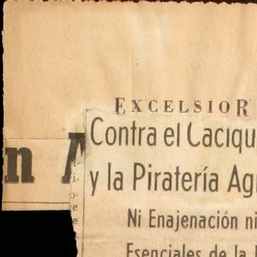 EXCELSIOR
Contra el Caciqu
n A
y la Piratería Ag
Ni Enajenación ni
Esenciales de la